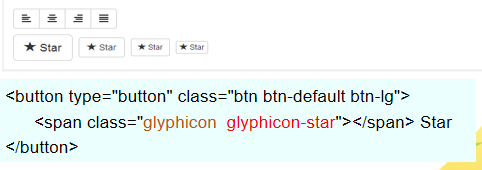 ★ Star ★ Star ★ Star ★ Star
<button type="button" class="btn btn-default btn-lg">
<span class="glyphicon glyphicon-star"></span> Star
</button>